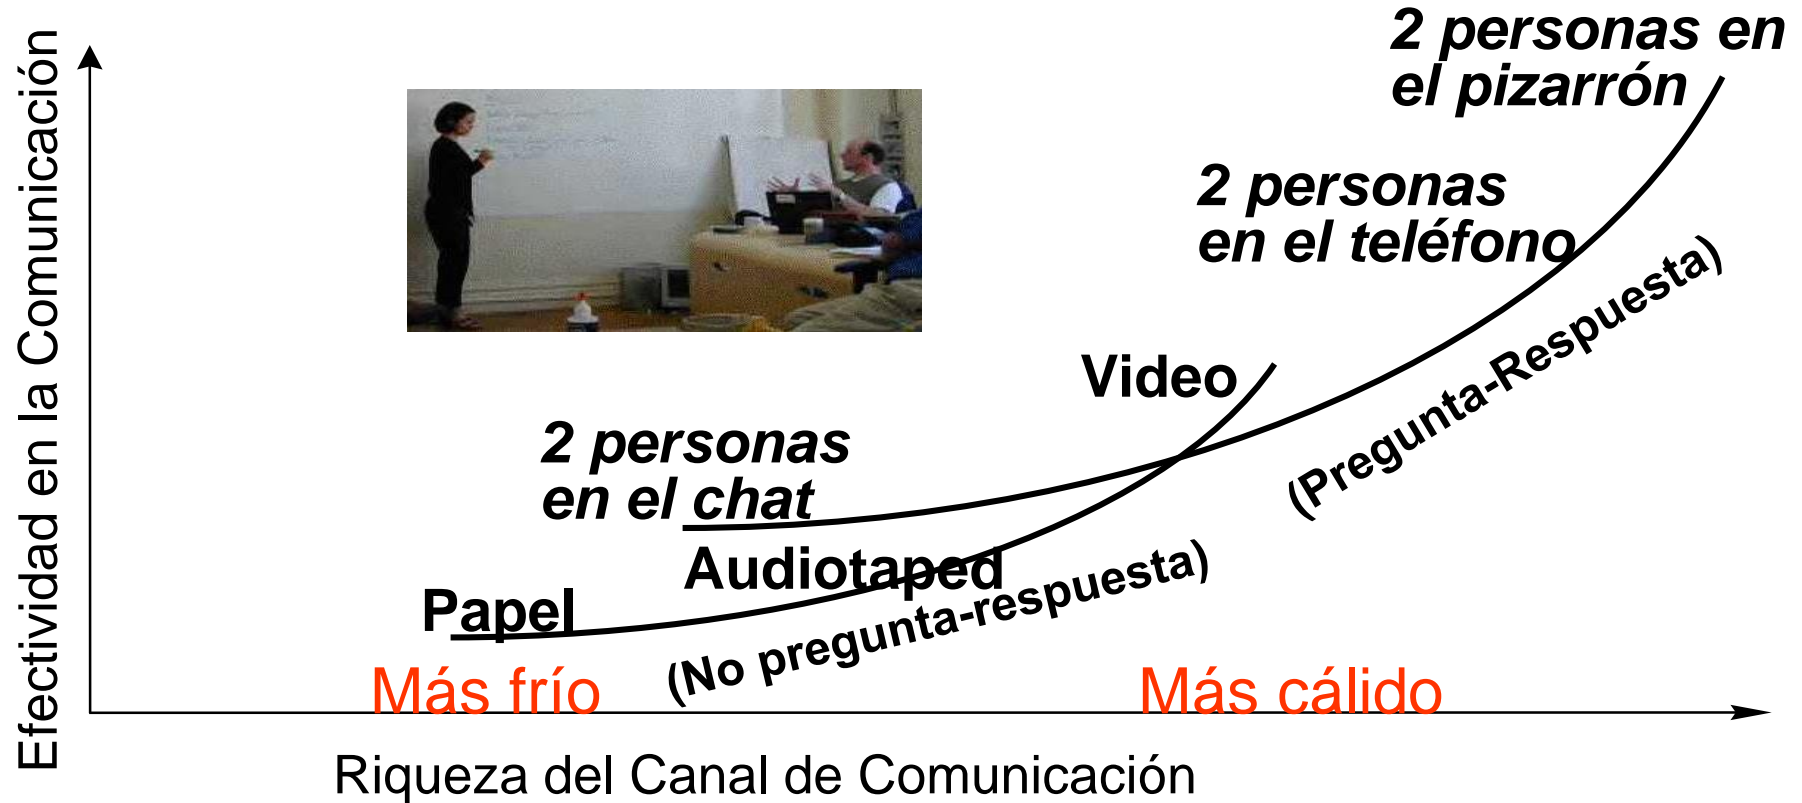 2 personas en
el pizarrón
2 personas
en el teléfono
Video
(Pregunta-Respuesta)
2 personas
en el chat
Audiotaped
Papel
(No pregunta-respuesta)
Más frío
Más cálido
Efectividad en la Comunicación
Riqueza del Canal de Comunicación